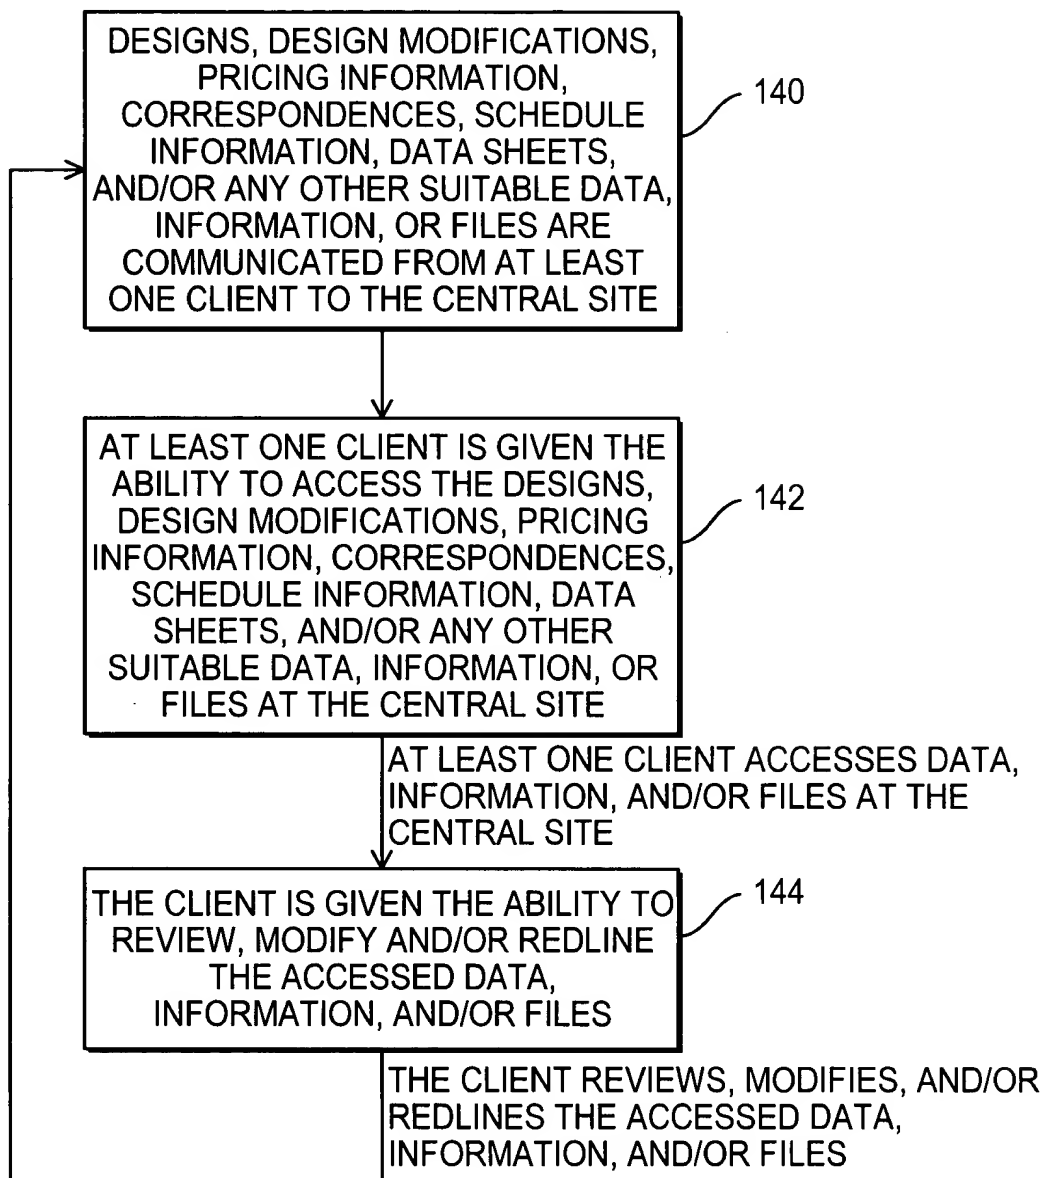 DESIGNS, DESIGN MODIFICATIONS,
PRICING INFORMATION,
CORRESPONDENCES, SCHEDULE
INFORMATION, DATA SHEETS,
AND/OR ANY OTHER SUITABLE DATA,
INFORMATION, OR FILES ARE
COMMUNICATED FROM AT LEAST
ONE CLIENT TO THE CENTRAL SITE
140
AT LEAST ONE CLIENT IS GIVEN THE
ABILITY TO ACCESS THE DESIGNS,
DESIGN MODIFICATIONS, PRICING
INFORMATION, CORRESPONDENCES,
SCHEDULE INFORMATION, DATA
SHEETS, AND/OR ANY OTHER
SUITABLE DATA, INFORMATION, OR
FILES AT THE CENTRAL SITE
142
AT LEAST ONE CLIENT ACCESSES DATA,
INFORMATION, AND/OR FILES AT THE
CENTRAL SITE
THE CLIENT IS GIVEN THE ABILITY TO
REVIEW, MODIFY AND/OR REDLINE
THE ACCESSED DATA,
INFORMATION, AND/OR FILES
144
THE CLIENT REVIEWS, MODIFIES, AND/OR
REDLINES THE ACCESSED DATA,
INFORMATION, AND/OR FILES